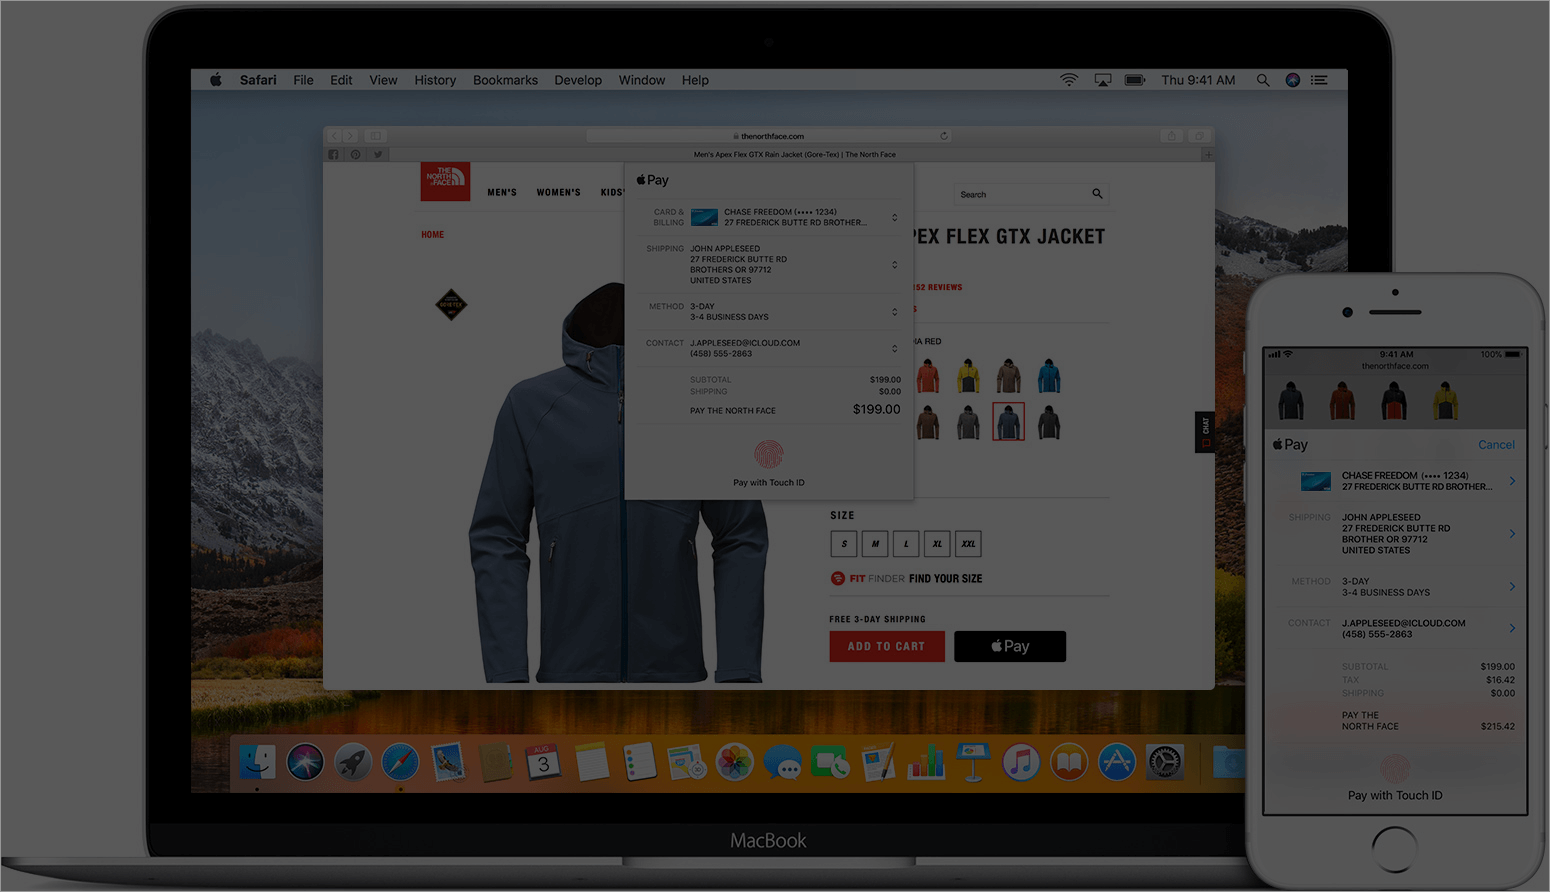 Safari File Edit View History Bookmarks Develop Window Help
Thu 9:41 AM
thenorthface.com
Men's Apex Flex GTX Rain Jacket (Gore-Tex) | The North Face
THE
NORTH
FACE
MEN'S WOMEN'S KIDS'
Search
HOME
GORE-TEX
Pay
CARD & BILLING
CHASE FREEDOM (•••• 1234)
27 FREDERICK BUTTE RD BROTHER...
SHIPPING
JOHN APPLESEED
27 FREDERICK BUTTE RD
BROTHERS OR 97712
UNITED STATES
METHOD
3-DAY
3-4 BUSINESS DAYS
CONTACT
J.APPLESEED@ICLOUD.COM
(458) 555-2863
SUBTOTAL $199.00
SHIPPING $0.00
PAY THE NORTH FACE $199.00
Pay with Touch ID
PEX FLEX GTX JACKET
152 REVIEWS
IA RED
CHAT
SIZE
S M L XL XXL
FIT FINDER FIND YOUR SIZE
FREE 3-DAY SHIPPING
ADD TO CART
Pay
AUG
3
MacBook
9:41 AM 100%
thenorthface.com
Pay Cancel
CHASE FREEDOM (•••• 1234)
27 FREDERICK BUTTE RD BROTHER...
SHIPPING
JOHN APPLESEED
27 FREDERICK BUTTE RD
BROTHER OR 97712
UNITED STATES
METHOD
3-DAY
3-4 BUSINESS DAYS
CONTACT
J.APPLESEED@ICLOUD.COM
(458) 555-2863
SUBTOTAL $199.00
TAX $16.42
SHIPPING $0.00
PAY THE
NORTH FACE $215.42
Pay with Touch ID